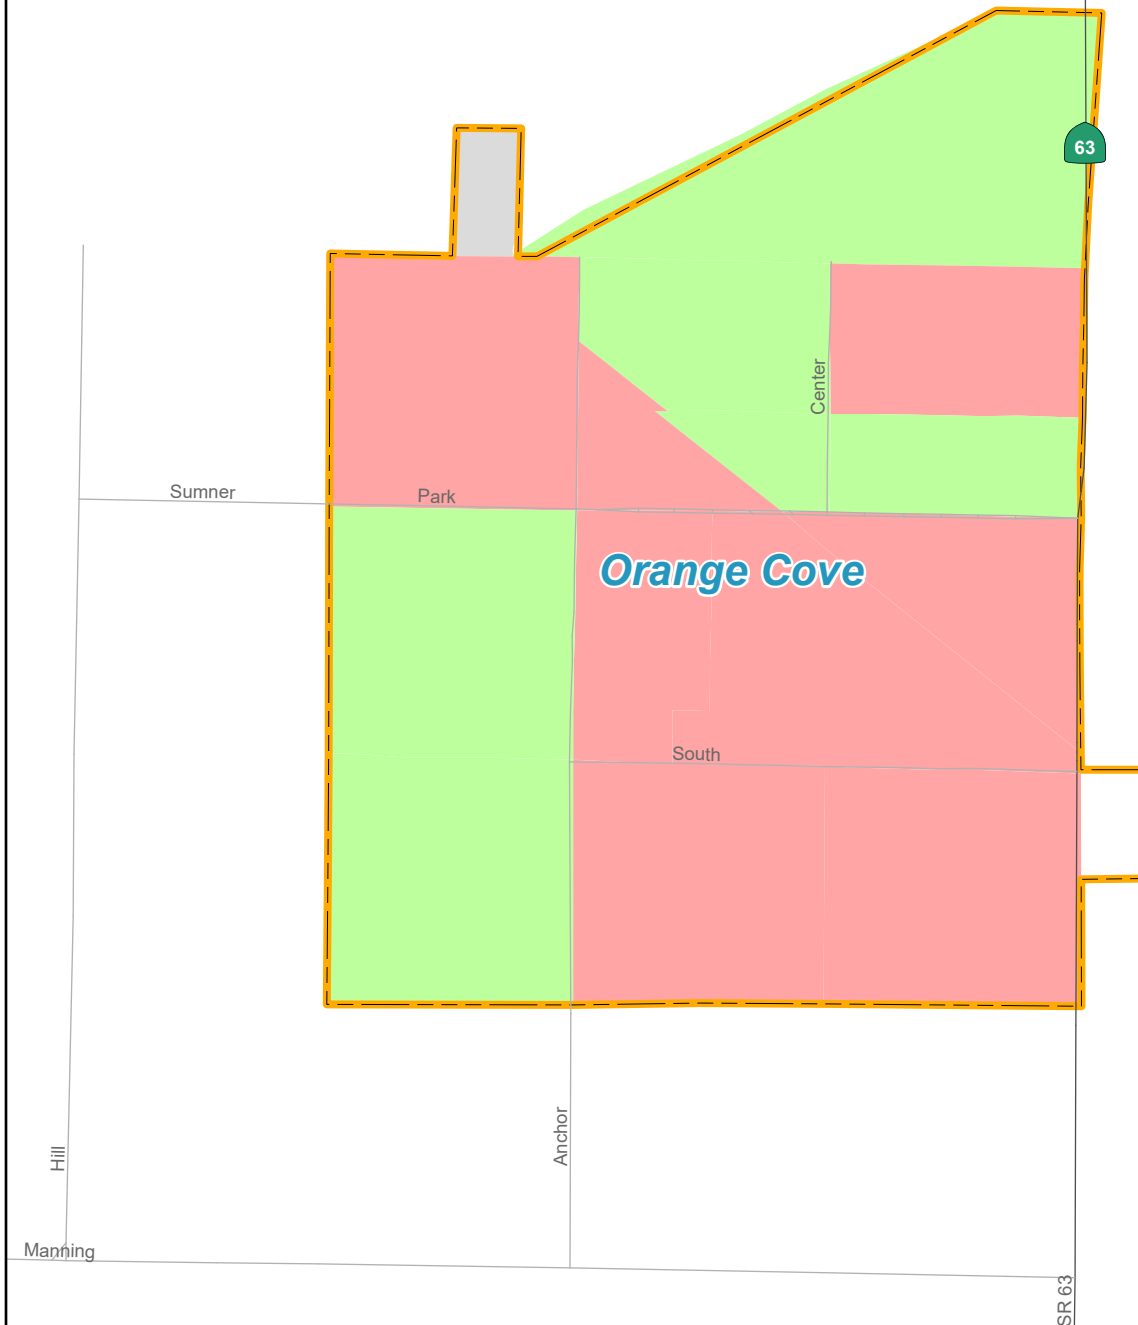 63
Center
Sumner
Park
Orange Cove
South
Anchor
Hill
Manning
SR 63